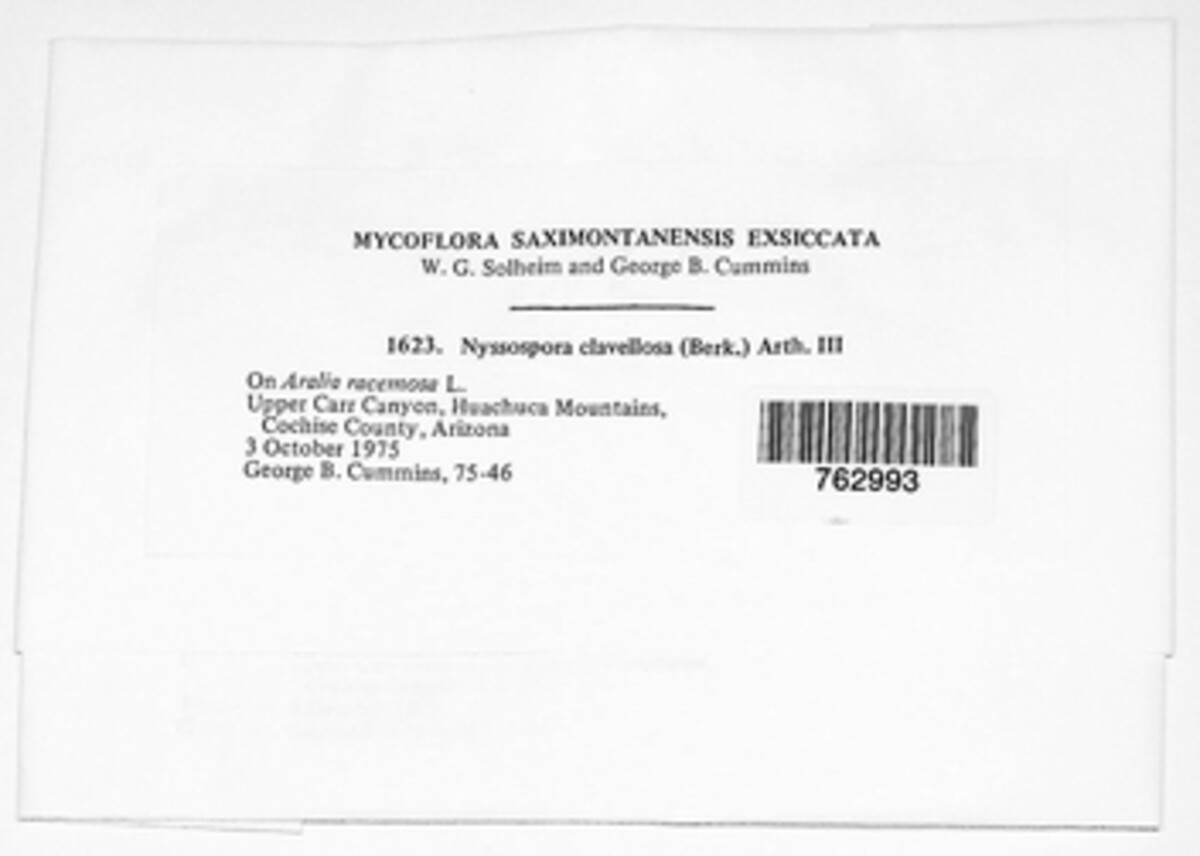 MYCOFLORA SAXIMONTANENSIS EXSICCATA
W. G. Solheim and George B. Cummins
1623. Nyssospora clavellosa (Berk.) Arth. III
On Aralia racemosa L.
Upper Carr Canyon, Huachuca Mountains,
Cochise County, Arizona
3 October 1975
George B. Cummins, 75-46
762993